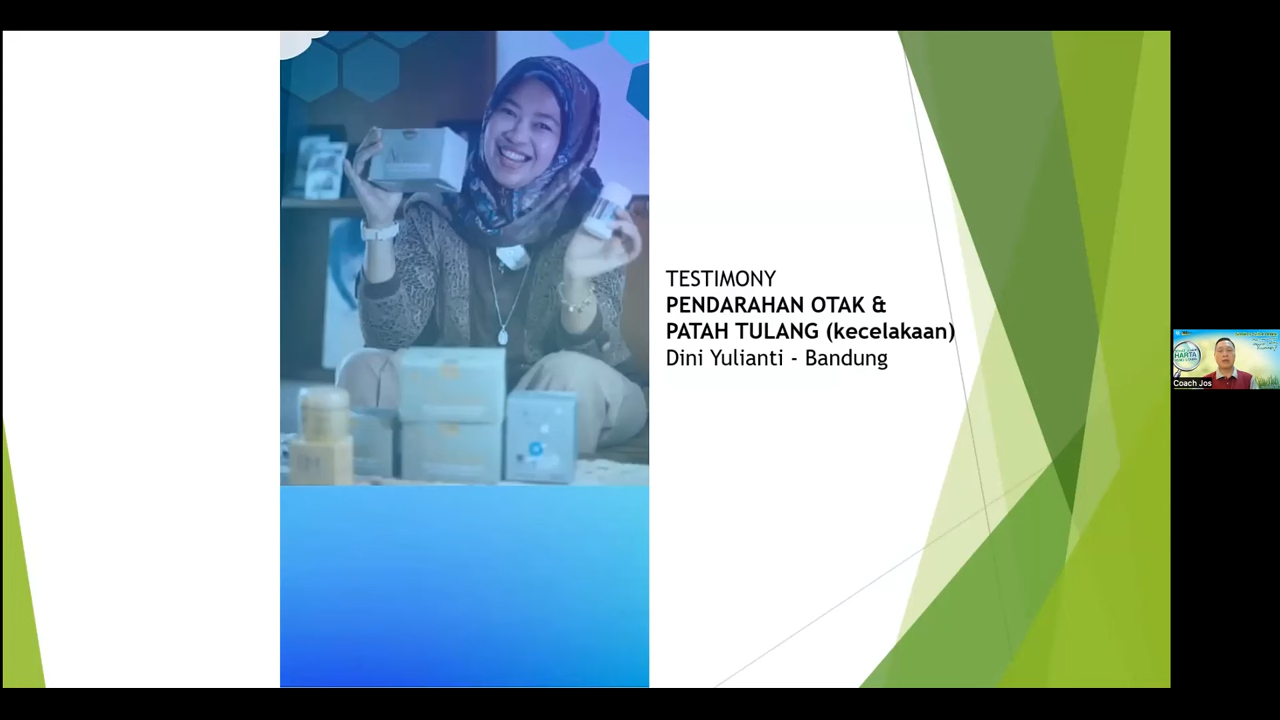 TESTIMONY
PENDARAHAN OTAK &
PATAH TULANG (kecelakaan)
Dini Yulianti - Bandung
HARTA
Coach Jos